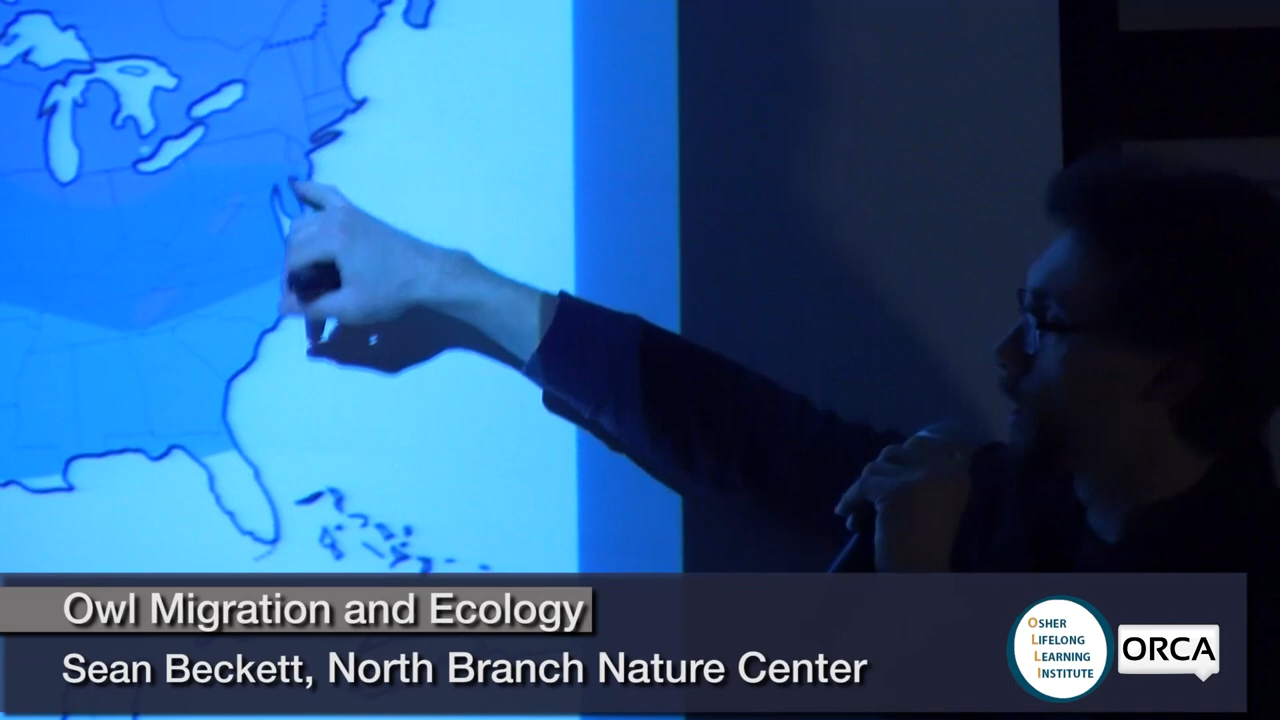 Owl Migration and Ecology
Sean Beckett, North Branch Nature Center
OSHER
LIFELONG
LEARNING
INSTITUTE
ORCA